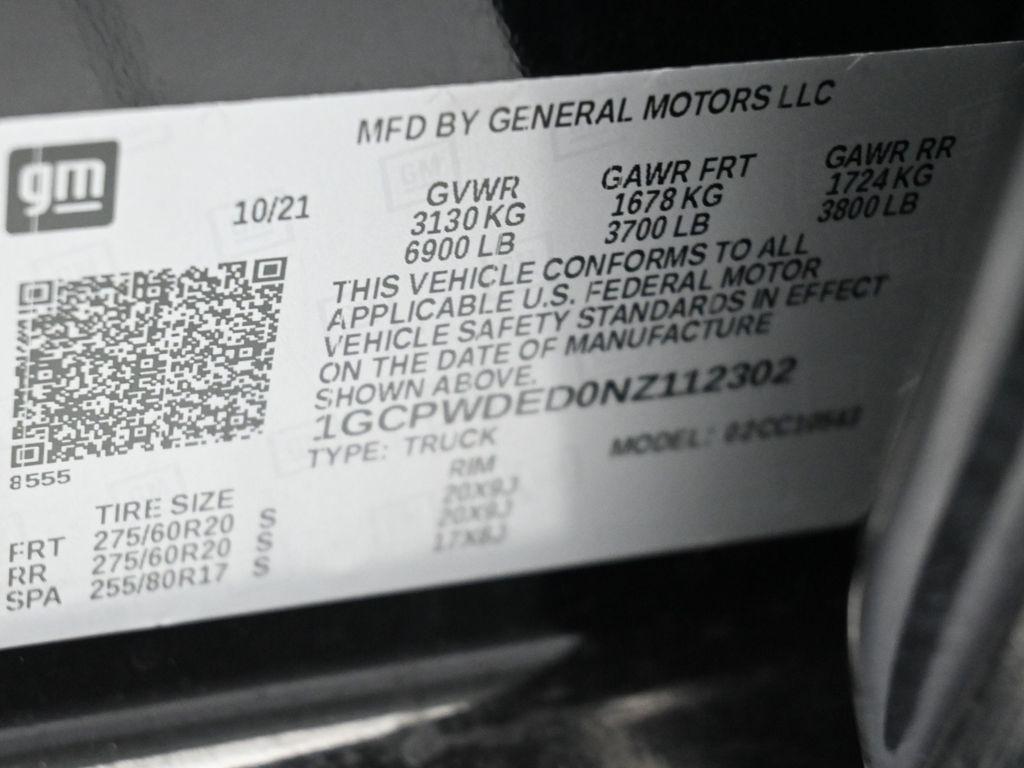 MFD BY GENERAL MOTORS LLC
gm
10/21
GVWR
3130 KG
6900 LB
GAWR FRT
1678 KG
3700 LB
GAWR RR
1724 KG
3800 LB
THIS VEHICLE CONFORMS TO ALL
APPLICABLE U.S. FEDERAL MOTOR
VEHICLE SAFETY STANDARDS IN EFFECT
ON THE DATE OF MANUFACTURE
SHOWN ABOVE.
1GCPWDED0NZ112302
TYPE: TRUCK
MODEL:
8555
TIRE SIZE
RIM
FRT 275/60R20 S 20X9J
RR 275/60R20 S 20X9J
SPA 255/80R17 S